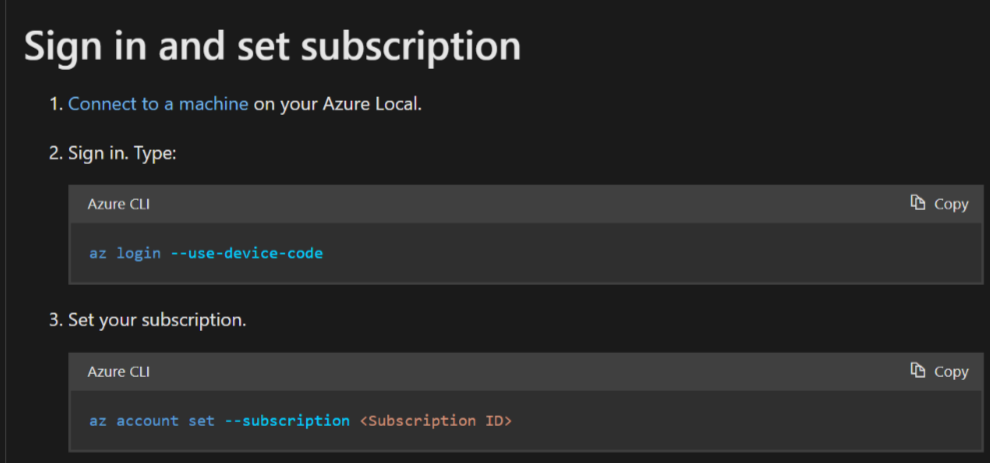 Sign in and set subscription
1. Connect to a machine on your Azure Local.
2. Sign in. Type:
Azure CLI Copy
az login --use-device-code
3. Set your subscription.
Azure CLI Copy
az account set --subscription <Subscription ID>